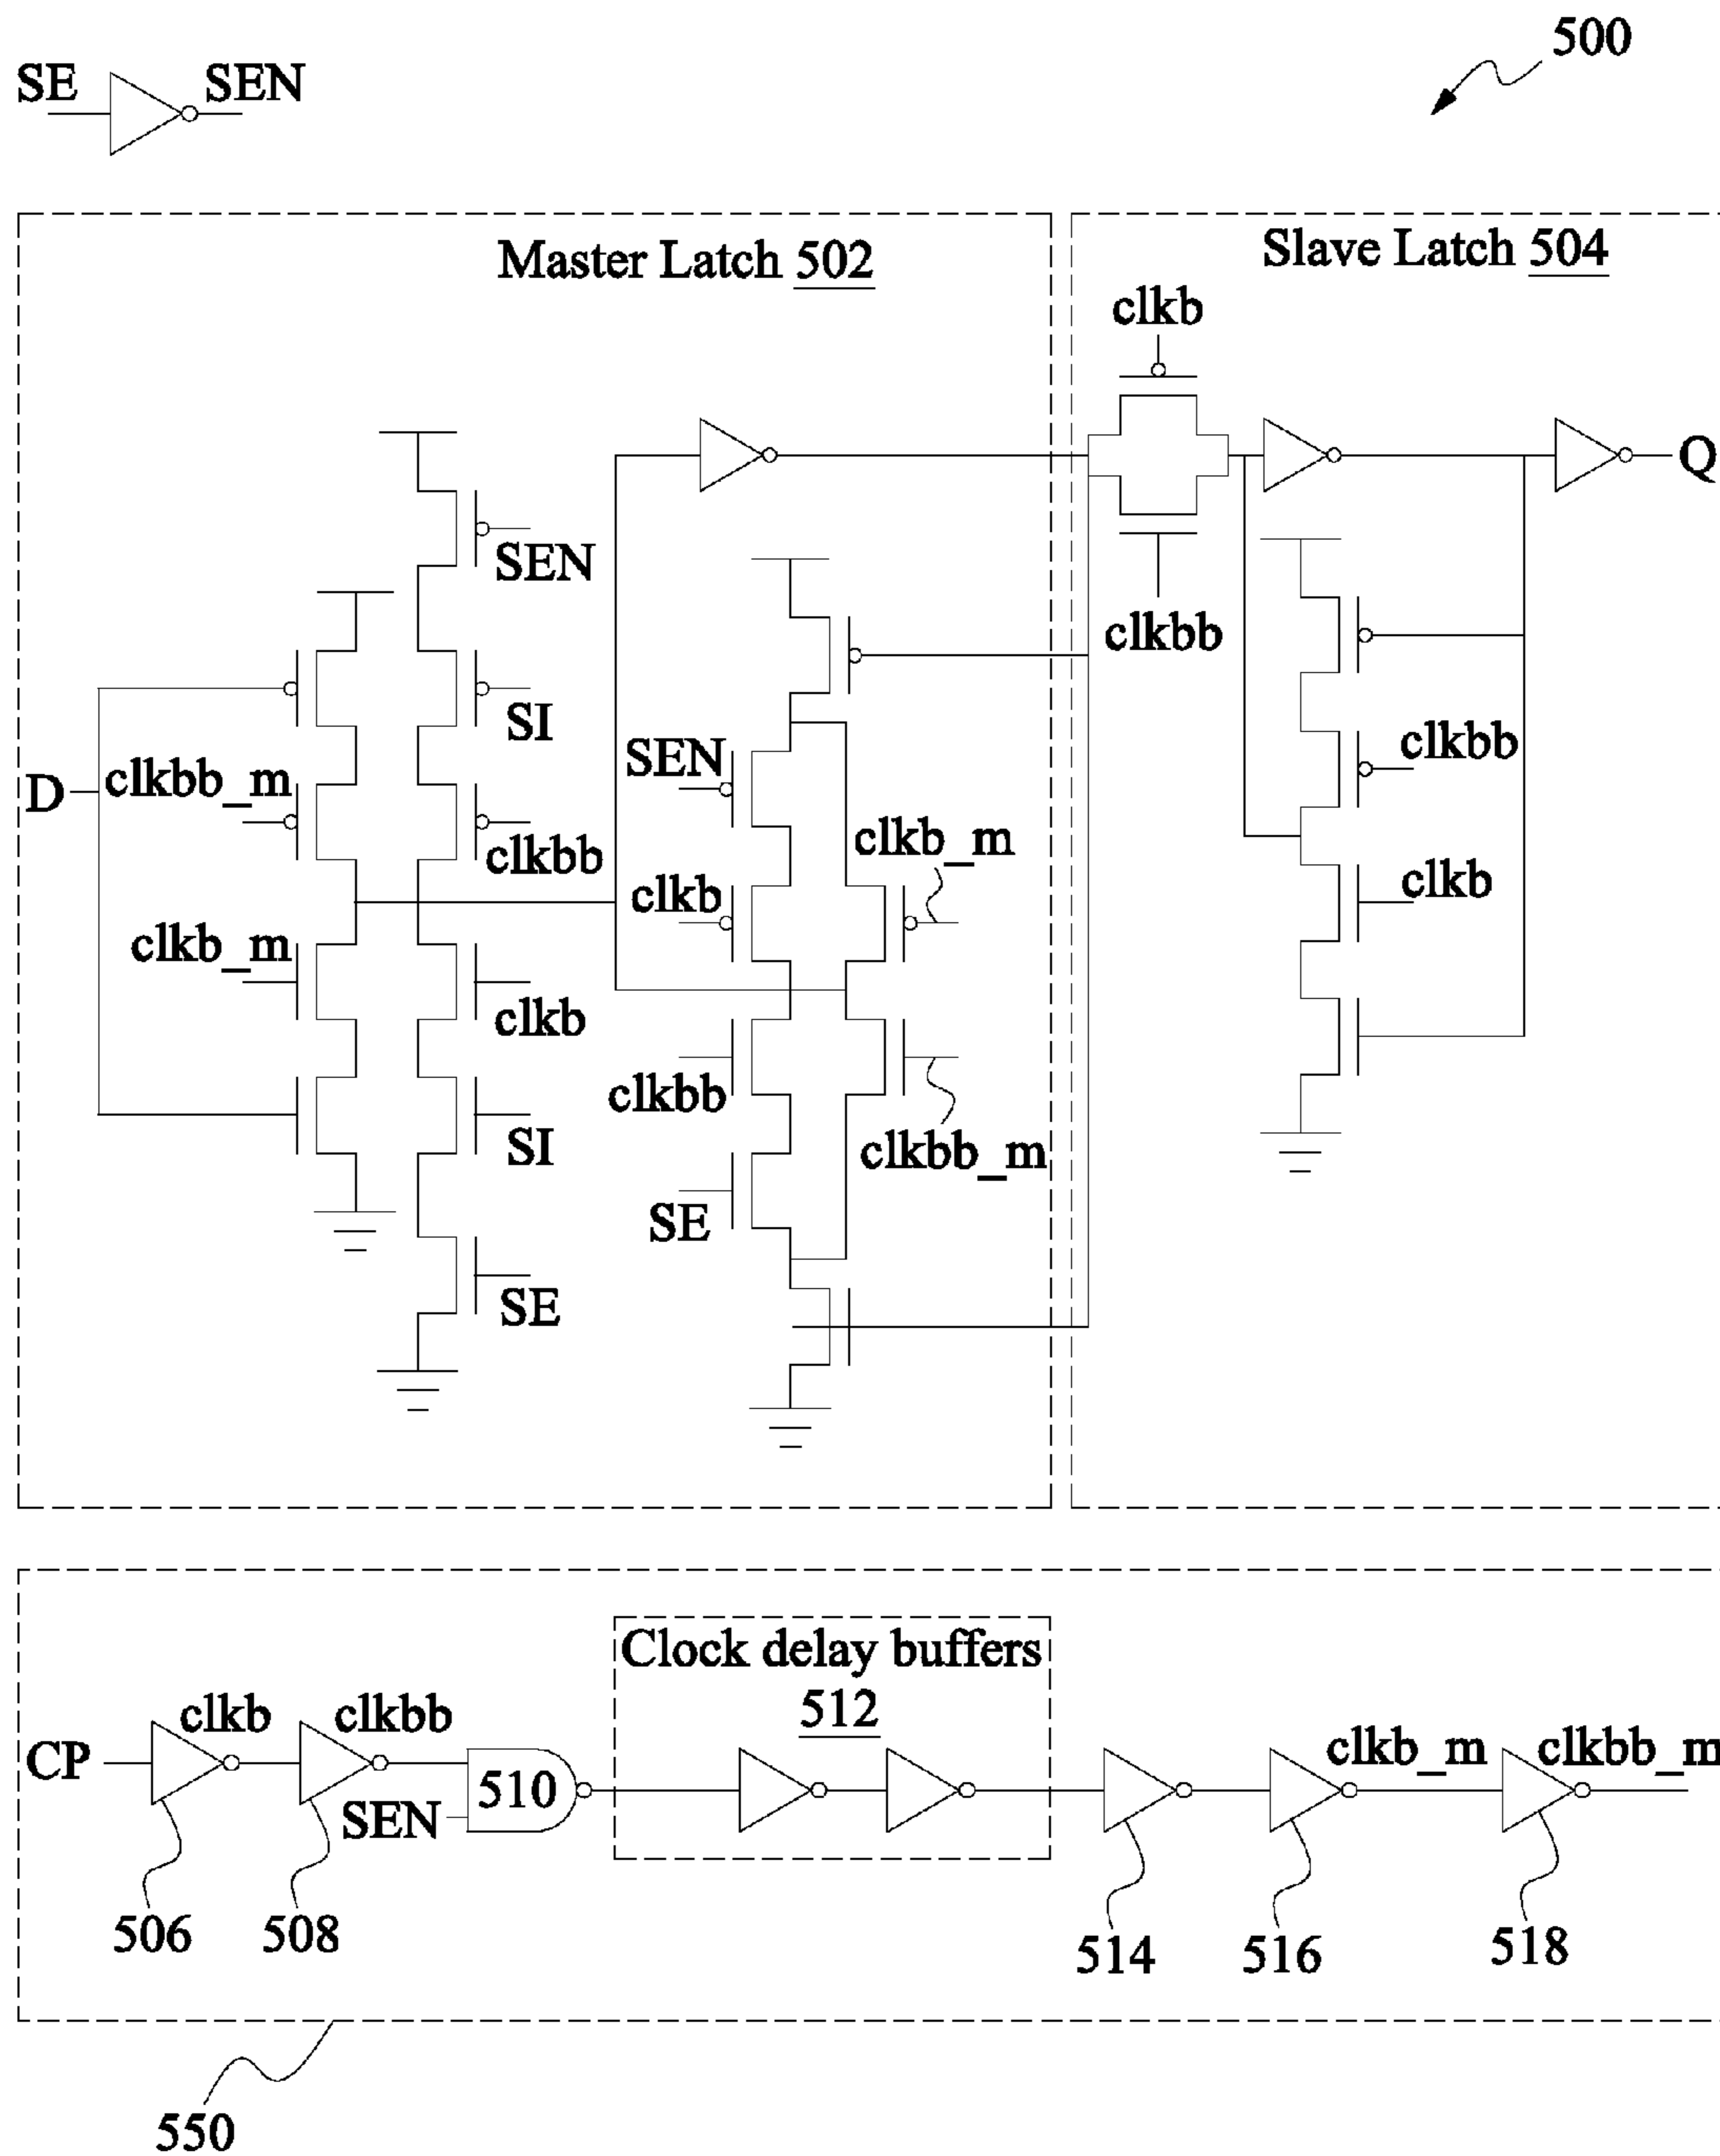 500
SE
SEN
Master Latch 502
Slave Latch 504
clkb
Q
SEN
clkbb
SI
SEN
clkbb
D
clkbb_m
clkb_m
clkbb
clkb
clkb
clkb_m
clkb
clkbb
SI
clkbb_m
SE
SE
Clock delay buffers
512
CP
clkb
clkbb
510
SEN
clkb_m
clkbb_m
506
508
514
516
518
550